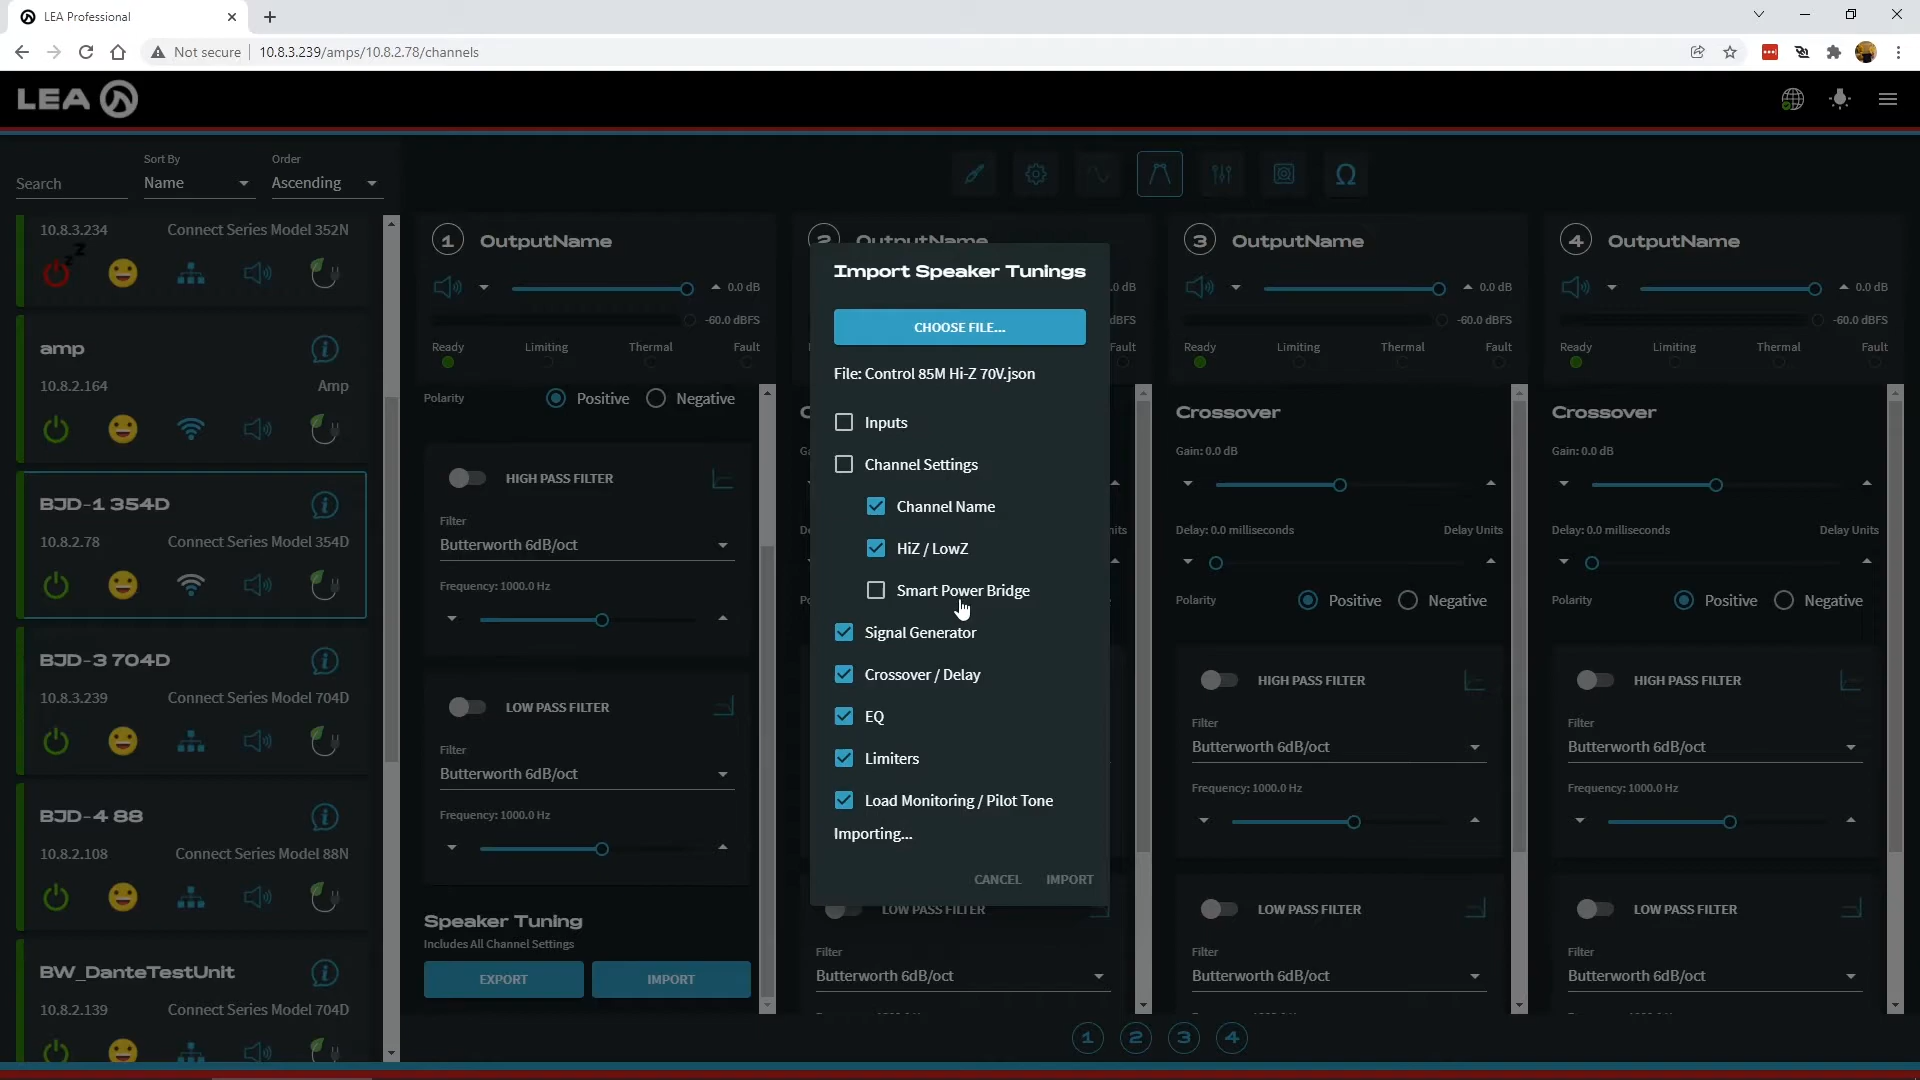 LEA Professional
Not secure
10.8.3.239/amps/10.8.2.78/channels
LEA
Search
Sort By
Name
Order
Ascending
10.8.3.234
Connect Series Model 352N
amp
10.8.2.164
Amp
BJD-1 354D
10.8.2.78
Connect Series Model 354D
BJD-3 704D
10.8.3.239
Connect Series Model 704D
BJD-4 88
10.8.2.108
Connect Series Model 88N
BW_DanteTestUnit
10.8.2.139
Connect Series Model 704D
1 OutputName
0.0 dB
-60.0 dBFS
Ready
Limiting
Thermal
Fault
Polarity
Positive
Negative
HIGH PASS FILTER
Filter
Butterworth 6dB/oct
Frequency: 1000.0 Hz
LOW PASS FILTER
Filter
Butterworth 6dB/oct
Frequency: 1000.0 Hz
Speaker Tuning
Includes All Channel Settings
EXPORT
IMPORT
2 OutputName
Fault
Import Speaker Tunings
CHOOSE FILE...
File: Control 85M Hi-Z 70V.json
Inputs
Channel Settings
Channel Name
HiZ / LowZ
Smart Power Bridge
Signal Generator
Crossover / Delay
EQ
Limiters
Load Monitoring / Pilot Tone
Importing...
CANCEL
IMPORT
LOW PASS FILTER
Filter
Butterworth 6dB/oct
3 OutputName
0.0 dB
-60.0 dBFS
Ready
Limiting
Thermal
Fault
Crossover
Gain: 0.0 dB
Delay: 0.0 milliseconds
Delay Units
Polarity
Positive
Negative
HIGH PASS FILTER
Filter
Butterworth 6dB/oct
Frequency: 1000.0 Hz
LOW PASS FILTER
Filter
Butterworth 6dB/oct
4 OutputName
0.0 dB
-60.0 dBFS
Ready
Limiting
Thermal
Fault
Crossover
Gain: 0.0 dB
Delay: 0.0 milliseconds
Delay Units
Polarity
Positive
Negative
HIGH PASS FILTER
Filter
Butterworth 6dB/oct
Frequency: 1000.0 Hz
LOW PASS FILTER
Filter
Butterworth 6dB/oct
1 2 3 4